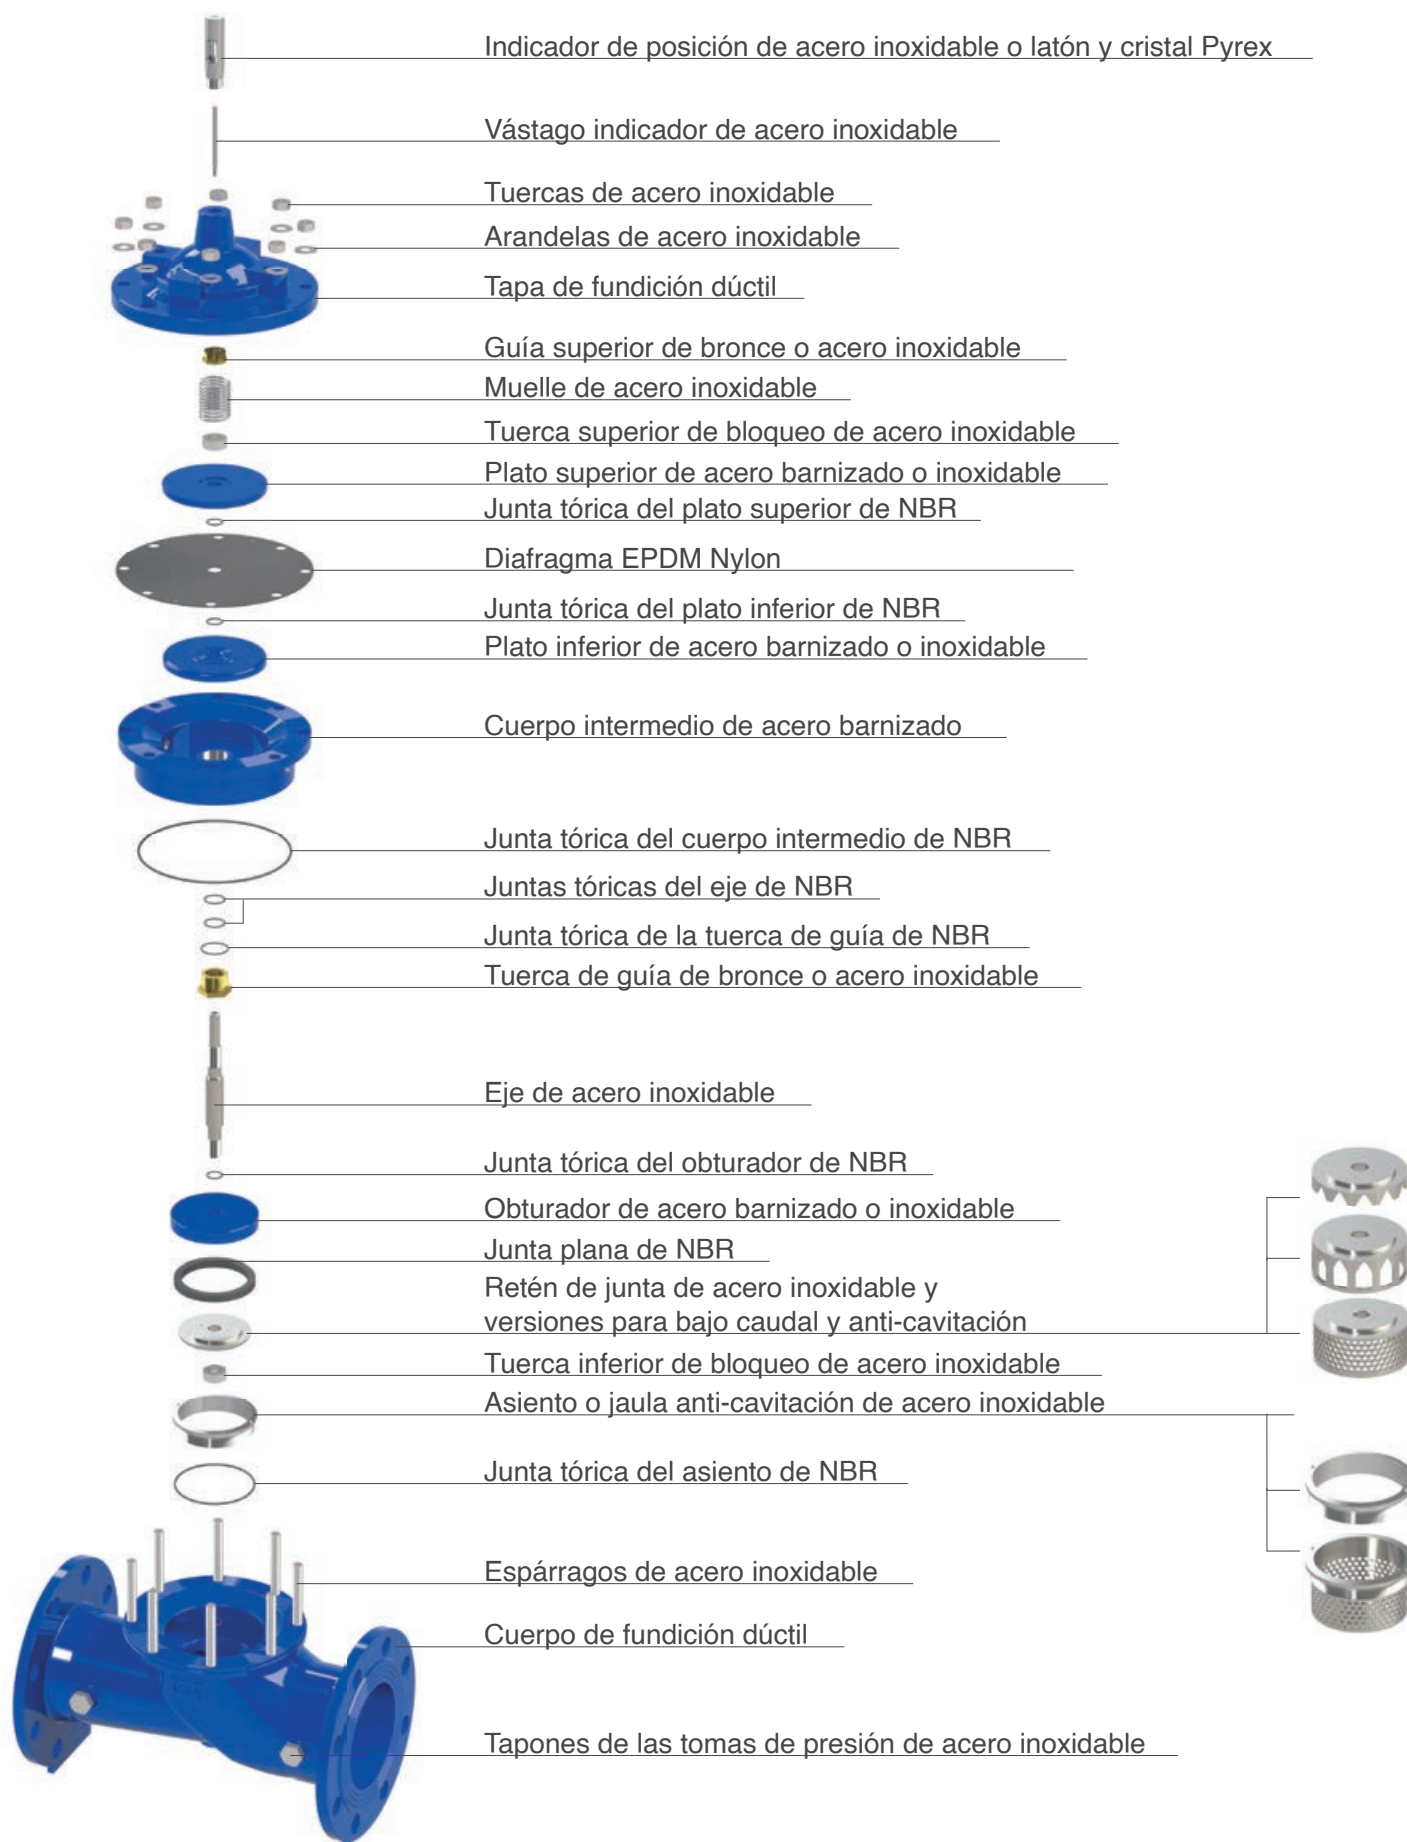 Indicador de posición de acero inoxidable o latón y cristal Pyrex
Vástago indicador de acero inoxidable
Tuercas de acero inoxidable
Arandelas de acero inoxidable
Tapa de fundición dúctil
Guía superior de bronce o acero inoxidable
Muelle de acero inoxidable
Tuerca superior de bloqueo de acero inoxidable
Plato superior de acero barnizado o inoxidable
Junta tórica del plato superior de NBR
Diafragma EPDM Nylon
Junta tórica del plato inferior de NBR
Plato inferior de acero barnizado o inoxidable
Cuerpo intermedio de acero barnizado
Junta tórica del cuerpo intermedio de NBR
Juntas tóricas del eje de NBR
Junta tórica de la tuerca de guía de NBR
Tuerca de guía de bronce o acero inoxidable
Eje de acero inoxidable
Junta tórica del obturador de NBR
Obturador de acero barnizado o inoxidable
Junta plana de NBR
Retén de junta de acero inoxidable y
versiones para bajo caudal y anti-cavitación
Tuerca inferior de bloqueo de acero inoxidable
Asiento o jaula anti-cavitación de acero inoxidable
Junta tórica del asiento de NBR
Espárragos de acero inoxidable
Cuerpo de fundición dúctil
Tapones de las tomas de presión de acero inoxidable